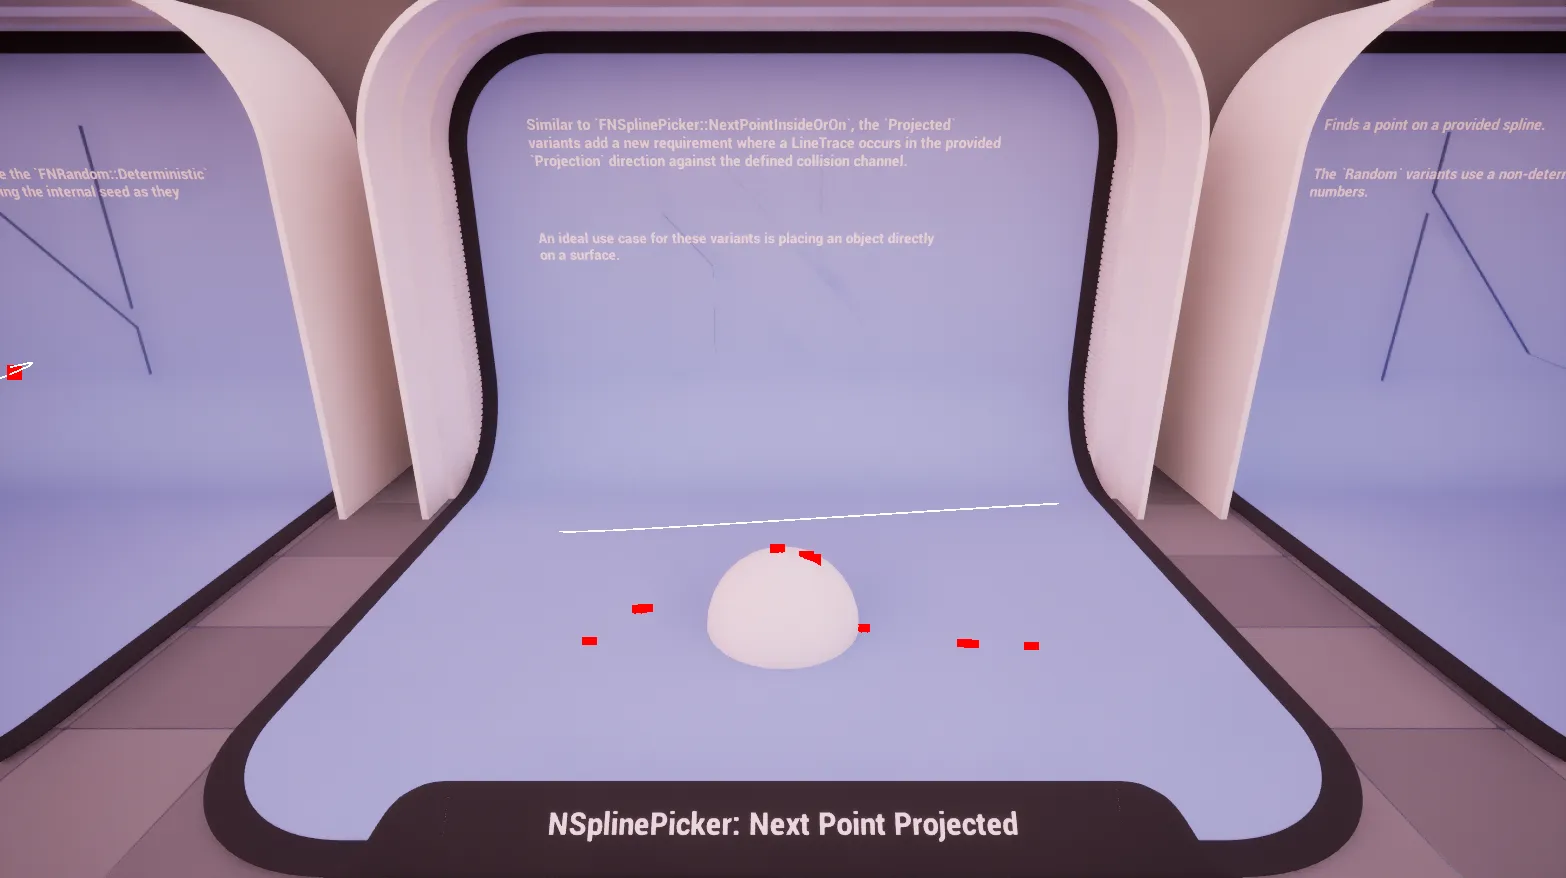 e the `FNRandom::Deterministic`
ing the internal seed as they
Similar to `FNSplinePicker::NextPointInsideOrOn`, the `Projected`
variants add a new requirement where a LineTrace occurs in the provided
`Projection` direction against the defined collision channel.
An ideal use case for these variants is placing an object directly
on a surface.
Finds a point on a provided spline.
The `Random` variants use a non-deter
numbers.
NSplinePicker: Next Point Projected